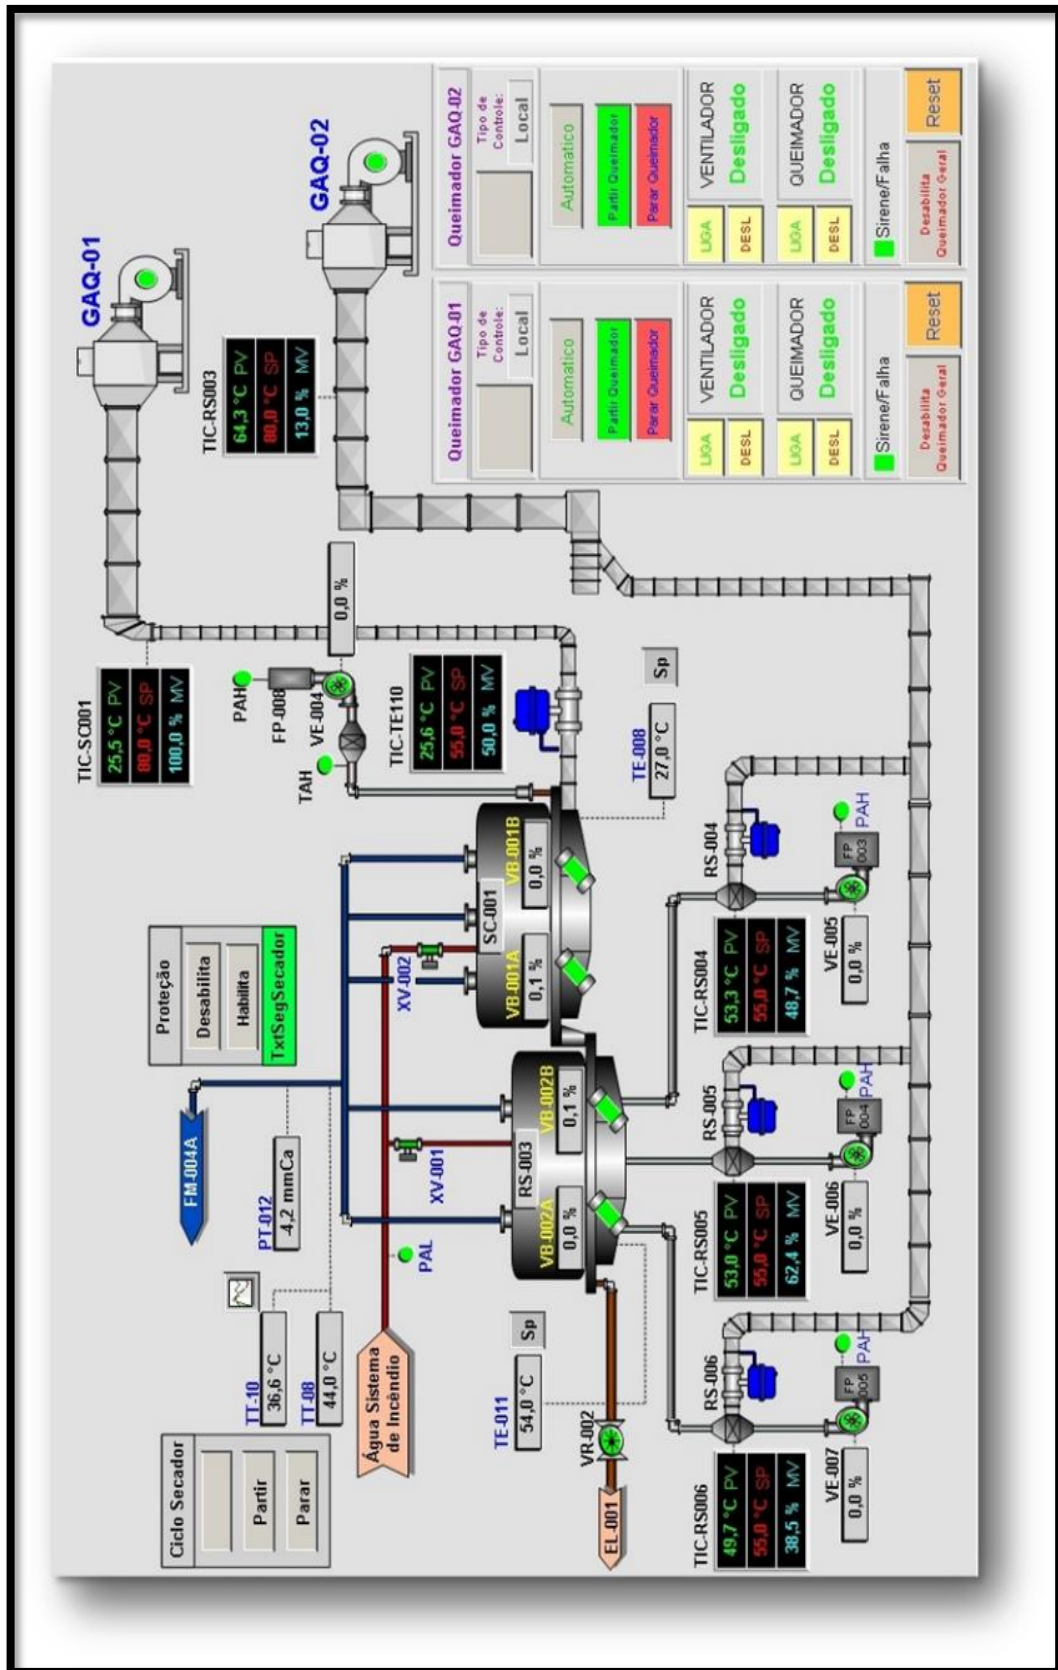 Ciclo Secador
Partir
Parar
TT-10
36,6 °C
TT-08
44,0 °C
PT-012
-4,2 mmCa
FM-004A
Proteção
Desabilita
Habilita
TxtSegSecador
Água Sistema
de Incêndio
PAL
XV-001
XV-002
TIC-SC001
25,5 °C PV
80,0 °C SP
100,0 % MV
GAQ-01
TIC-RS003
64,3 °C PV
80,0 °C SP
13,0 % MV
GAQ-02
PAH
FP-008
VE-004
0,0 %
TAH
TIC-TE110
25,6 °C PV
55,0 °C SP
50,0 % MV
TE-011
54,0 °C
Sp
VR-002
EL-001
RS-003
VB-002A
0,0 %
VB-002B
0,1 %
SC-001
VB-001A
0,1 %
VB-001B
0,0 %
TE-008
27,0 °C
Sp
RS-006
TIC-RS006
49,7 °C PV
55,0 °C SP
38,5 % MV
VE-007
0,0 %
FP
005
PAH
RS-005
TIC-RS005
53,0 °C PV
55,0 °C SP
62,4 % MV
VE-006
0,0 %
FP
004
PAH
RS-004
TIC-RS004
53,3 °C PV
55,0 °C SP
48,7 % MV
VE-005
0,0 %
FP
003
PAH
Queimador GAQ-01
Tipo de
Controle:
Local
Automatico
Partir Queimador
Parar Queimador
LIGA
DESL
VENTILADOR
Desligado
LIGA
DESL
QUEIMADOR
Desligado
Sirene/Falha
Desabilita
Queimador Geral
Reset
Queimador GAQ-02
Tipo de
Controle:
Local
Automatico
Partir Queimador
Parar Queimador
LIGA
DESL
VENTILADOR
Desligado
LIGA
DESL
QUEIMADOR
Desligado
Sirene/Falha
Desabilita
Queimador Geral
Reset